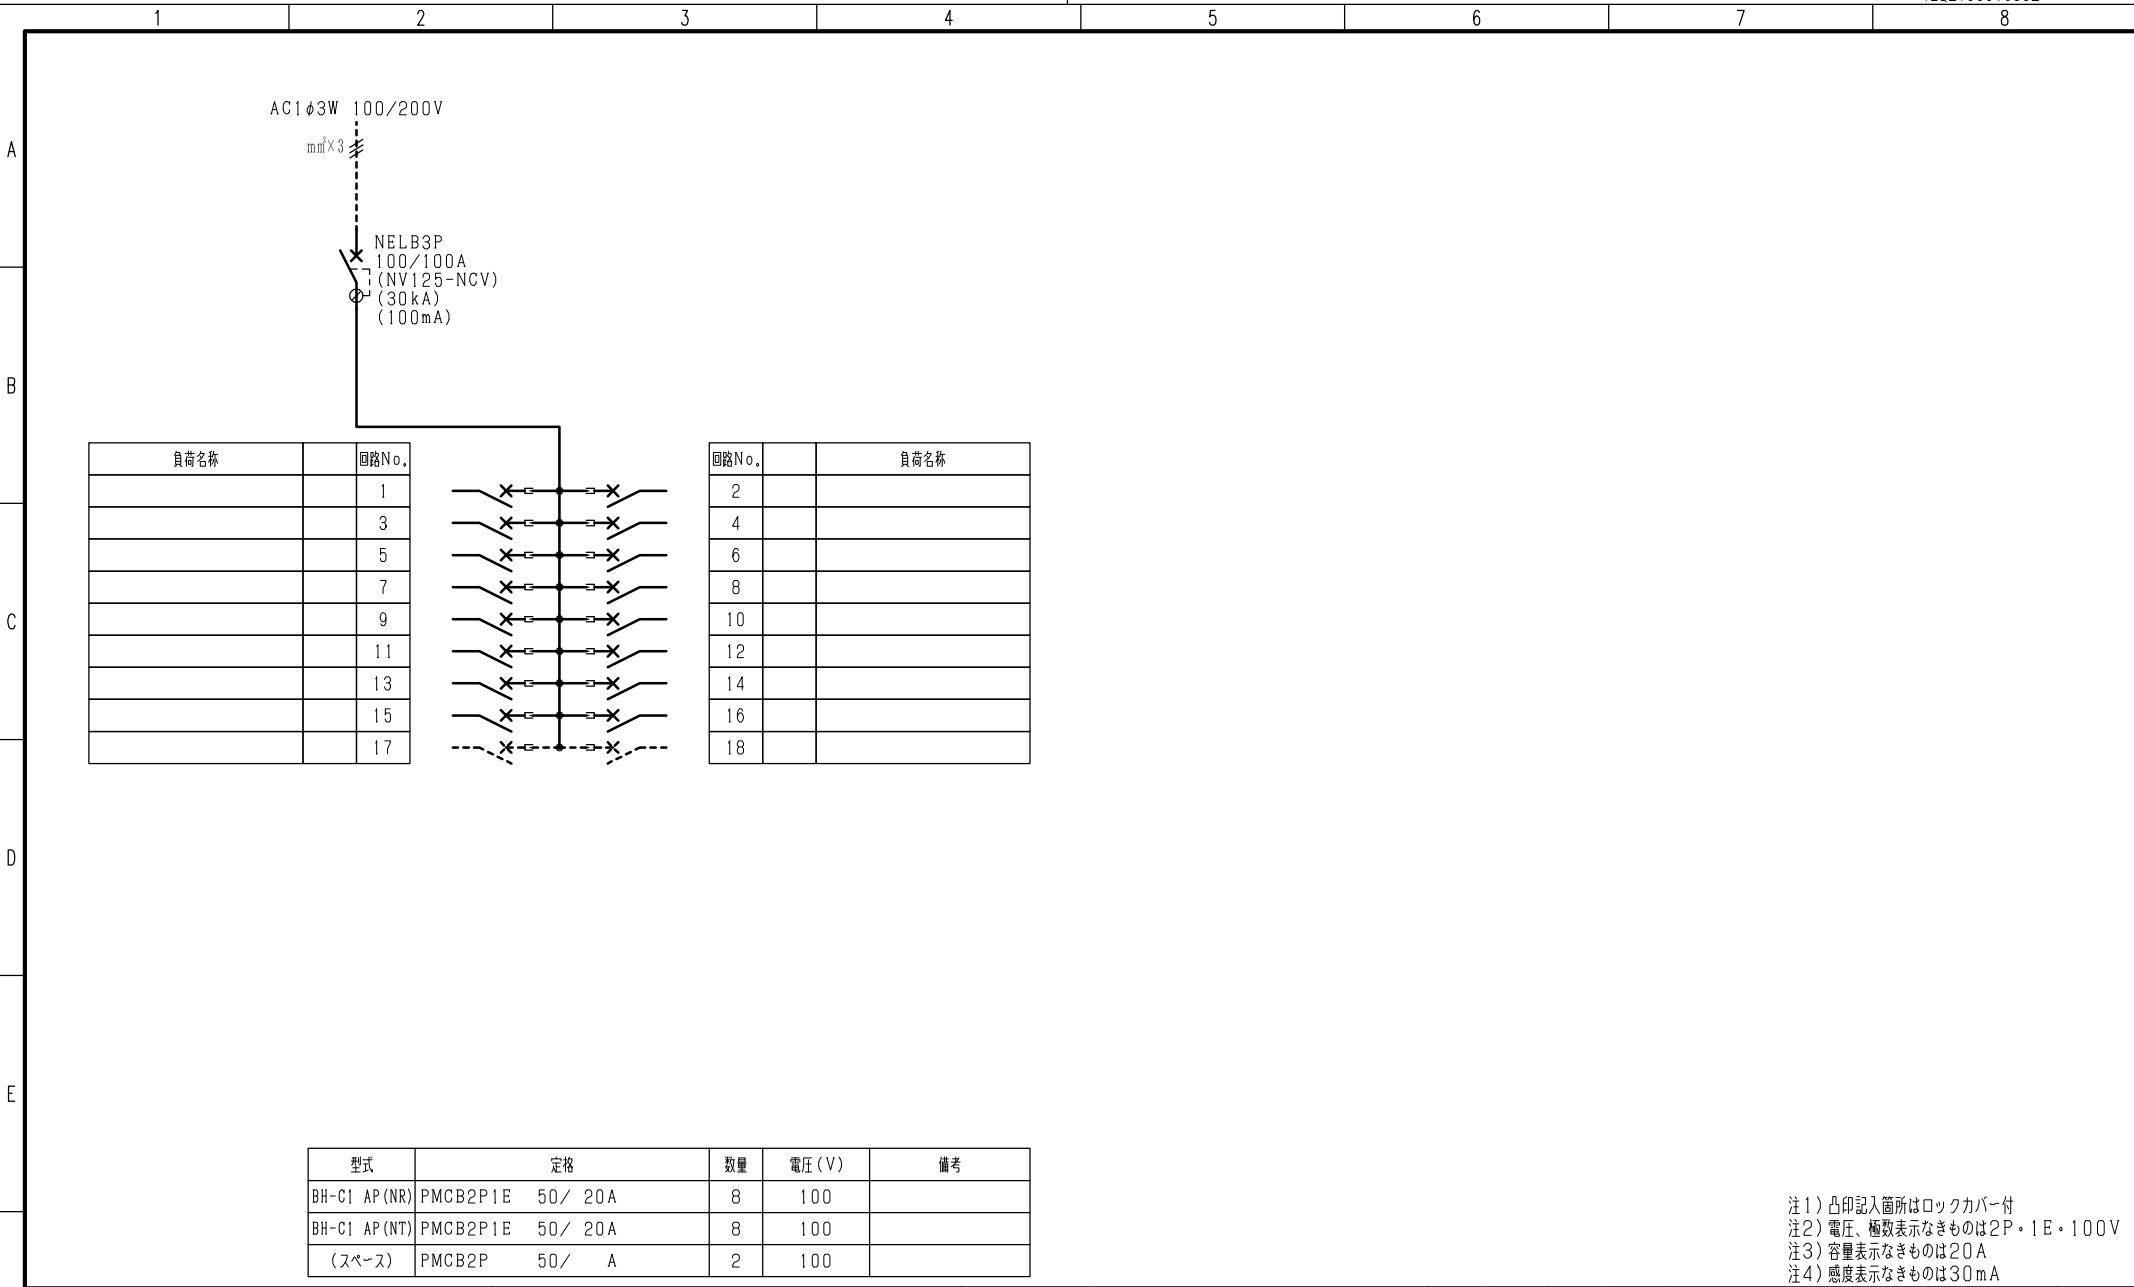 1 2 3 4 5 6 7 8
AC1φ3W 100/200V
A
mm²×3
NELB3P
100/100A
(NV125-NCV)
(30kA)
(100mA)
B
負荷名称 回路No. 回路No. 負荷名称
1 2
3 4
5 6
7 8
C
9 10
11 12
13 14
15 16
17 18
D
E
型式 定格 数量 電圧(V) 備考
BH-C1 AP(NR) PMCB2P1E 50/ 20A 8 100
BH-C1 AP(NT) PMCB2P1E 50/ 20A 8 100
(スペース) PMCB2P 50/ A 2 100
注1)凸印記入箇所はロックカバー付
注2)電圧、極数表示なきものは2P・1E・100V
注3)容量表示なきものは20A
注4)感度表示なきものは30mA